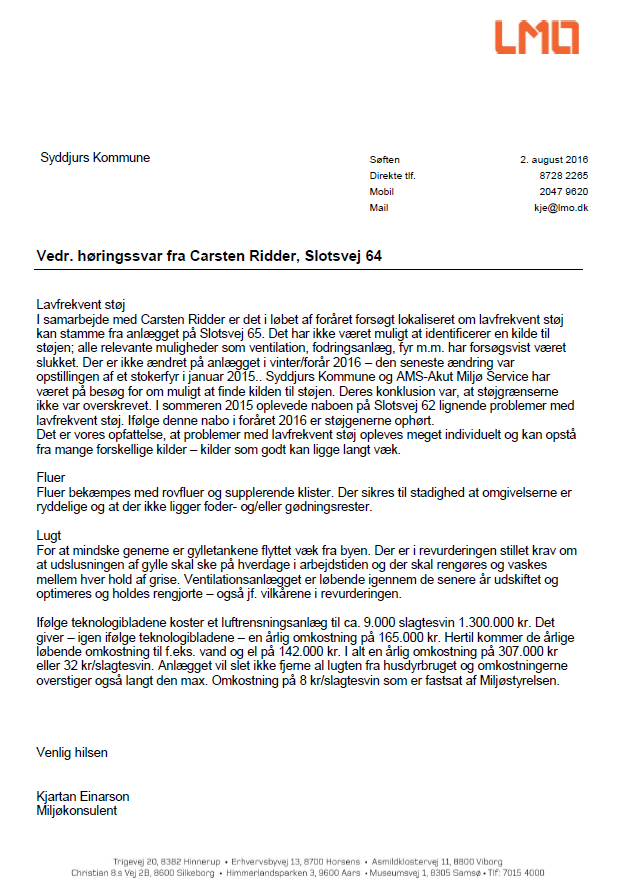 LMO
Syddjurs Kommune
Søften 2. august 2016
Direkte tlf. 8728 2265
Mobil 2047 9620
Mail kje@lmo.dk
Vedr. høringssvar fra Carsten Ridder, Slotsvej 64
Lavfrekvent støj
I samarbejde med Carsten Ridder er det i løbet af foråret forsøgt lokaliseret om lavfrekvent støj
kan stamme fra anlægget på Slotsvej 65. Det har ikke været muligt at identificerer en kilde til
støjen; alle relevante muligheder som ventilation, fodringsanlæg, fyr m.m. har forsøgsvist været
slukket. Der er ikke ændret på anlægget i vinter/forår 2016 – den seneste ændring var
opstillingen af et stokerfyr i januar 2015.. Syddjurs Kommune og AMS-Akut Miljø Service har
været på besøg for om muligt at finde kilden til støjen. Deres konklusion var, at støjgrænserne
ikke var overskrevet. I sommeren 2015 oplevede naboen på Slotsvej 62 lignende problemer med
lavfrekvent støj. Ifølge denne nabo i foråret 2016 er støjgenerne ophørt.
Det er vores opfattelse, at problemer med lavfrekvent støj opleves meget individuelt og kan opstå
fra mange forskellige kilder – kilder som godt kan ligge langt væk.
Fluer
Fluer bekæmpes med rovfluer og supplerende klister. Der sikres til stadighed at omgivelserne er
ryddelige og at der ikke ligger foder- og/eller gødningsrester.
Lugt
For at mindske generne er gylletankene flyttet væk fra byen. Der er i revurderingen stillet krav om
at udslusningen af gylle skal ske på hverdage i arbejdstiden og der skal rengøres og vaskes
mellem hver hold af grise. Ventilationsanlægget er løbende igennem de senere år udskiftet og
optimeres og holdes rengjorte – også jf. vilkårene i revurderingen.
Ifølge teknologibladene koster et luftrensningsanlæg til ca. 9.000 slagtesvin 1.300.000 kr. Det
giver – igen ifølge teknologibladene – en årlig omkostning på 165.000 kr. Hertil kommer de årlige
løbende omkostning til f.eks. vand og el på 142.000 kr. I alt en årlig omkostning på 307.000 kr
eller 32 kr/slagtesvin. Anlægget vil slet ikke fjerne al lugten fra husdyrbruget og omkostningerne
overstiger også langt den max. Omkostning på 8 kr/slagtesvin som er fastsat af Miljøstyrelsen.
Venlig hilsen
Kjartan Einarson
Miljøkonsulent
Trigevej 20, 8382 Hinnerup • Erhvervsbyvej 13, 8700 Horsens • Asmildklostervej 11, 8800 Viborg
Christian 8.s Vej 2B, 8600 Silkeborg • Himmerlandsparken 3, 9600 Aars • Museumsvej 1, 8305 Samsø • Tlf: 7015 4000